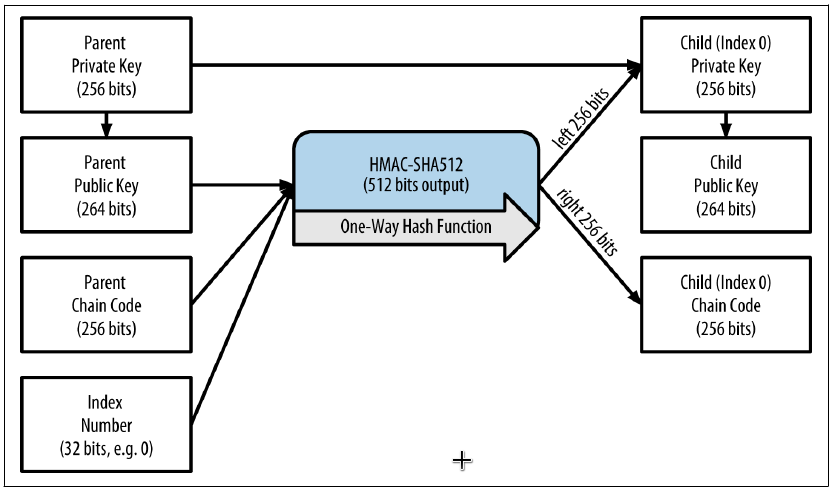 Parent
Private Key
(256 bits)
Parent
Public Key
(264 bits)
Parent
Chain Code
(256 bits)
Index
Number
(32 bits, e.g. 0)
HMAC-SHA512
(512 bits output)
One-Way Hash Function
left 256 bits
right 256 bits
Child (Index 0)
Private Key
(256 bits)
Child
Public Key
(264 bits)
Child (Index 0)
Chain Code
(256 bits)